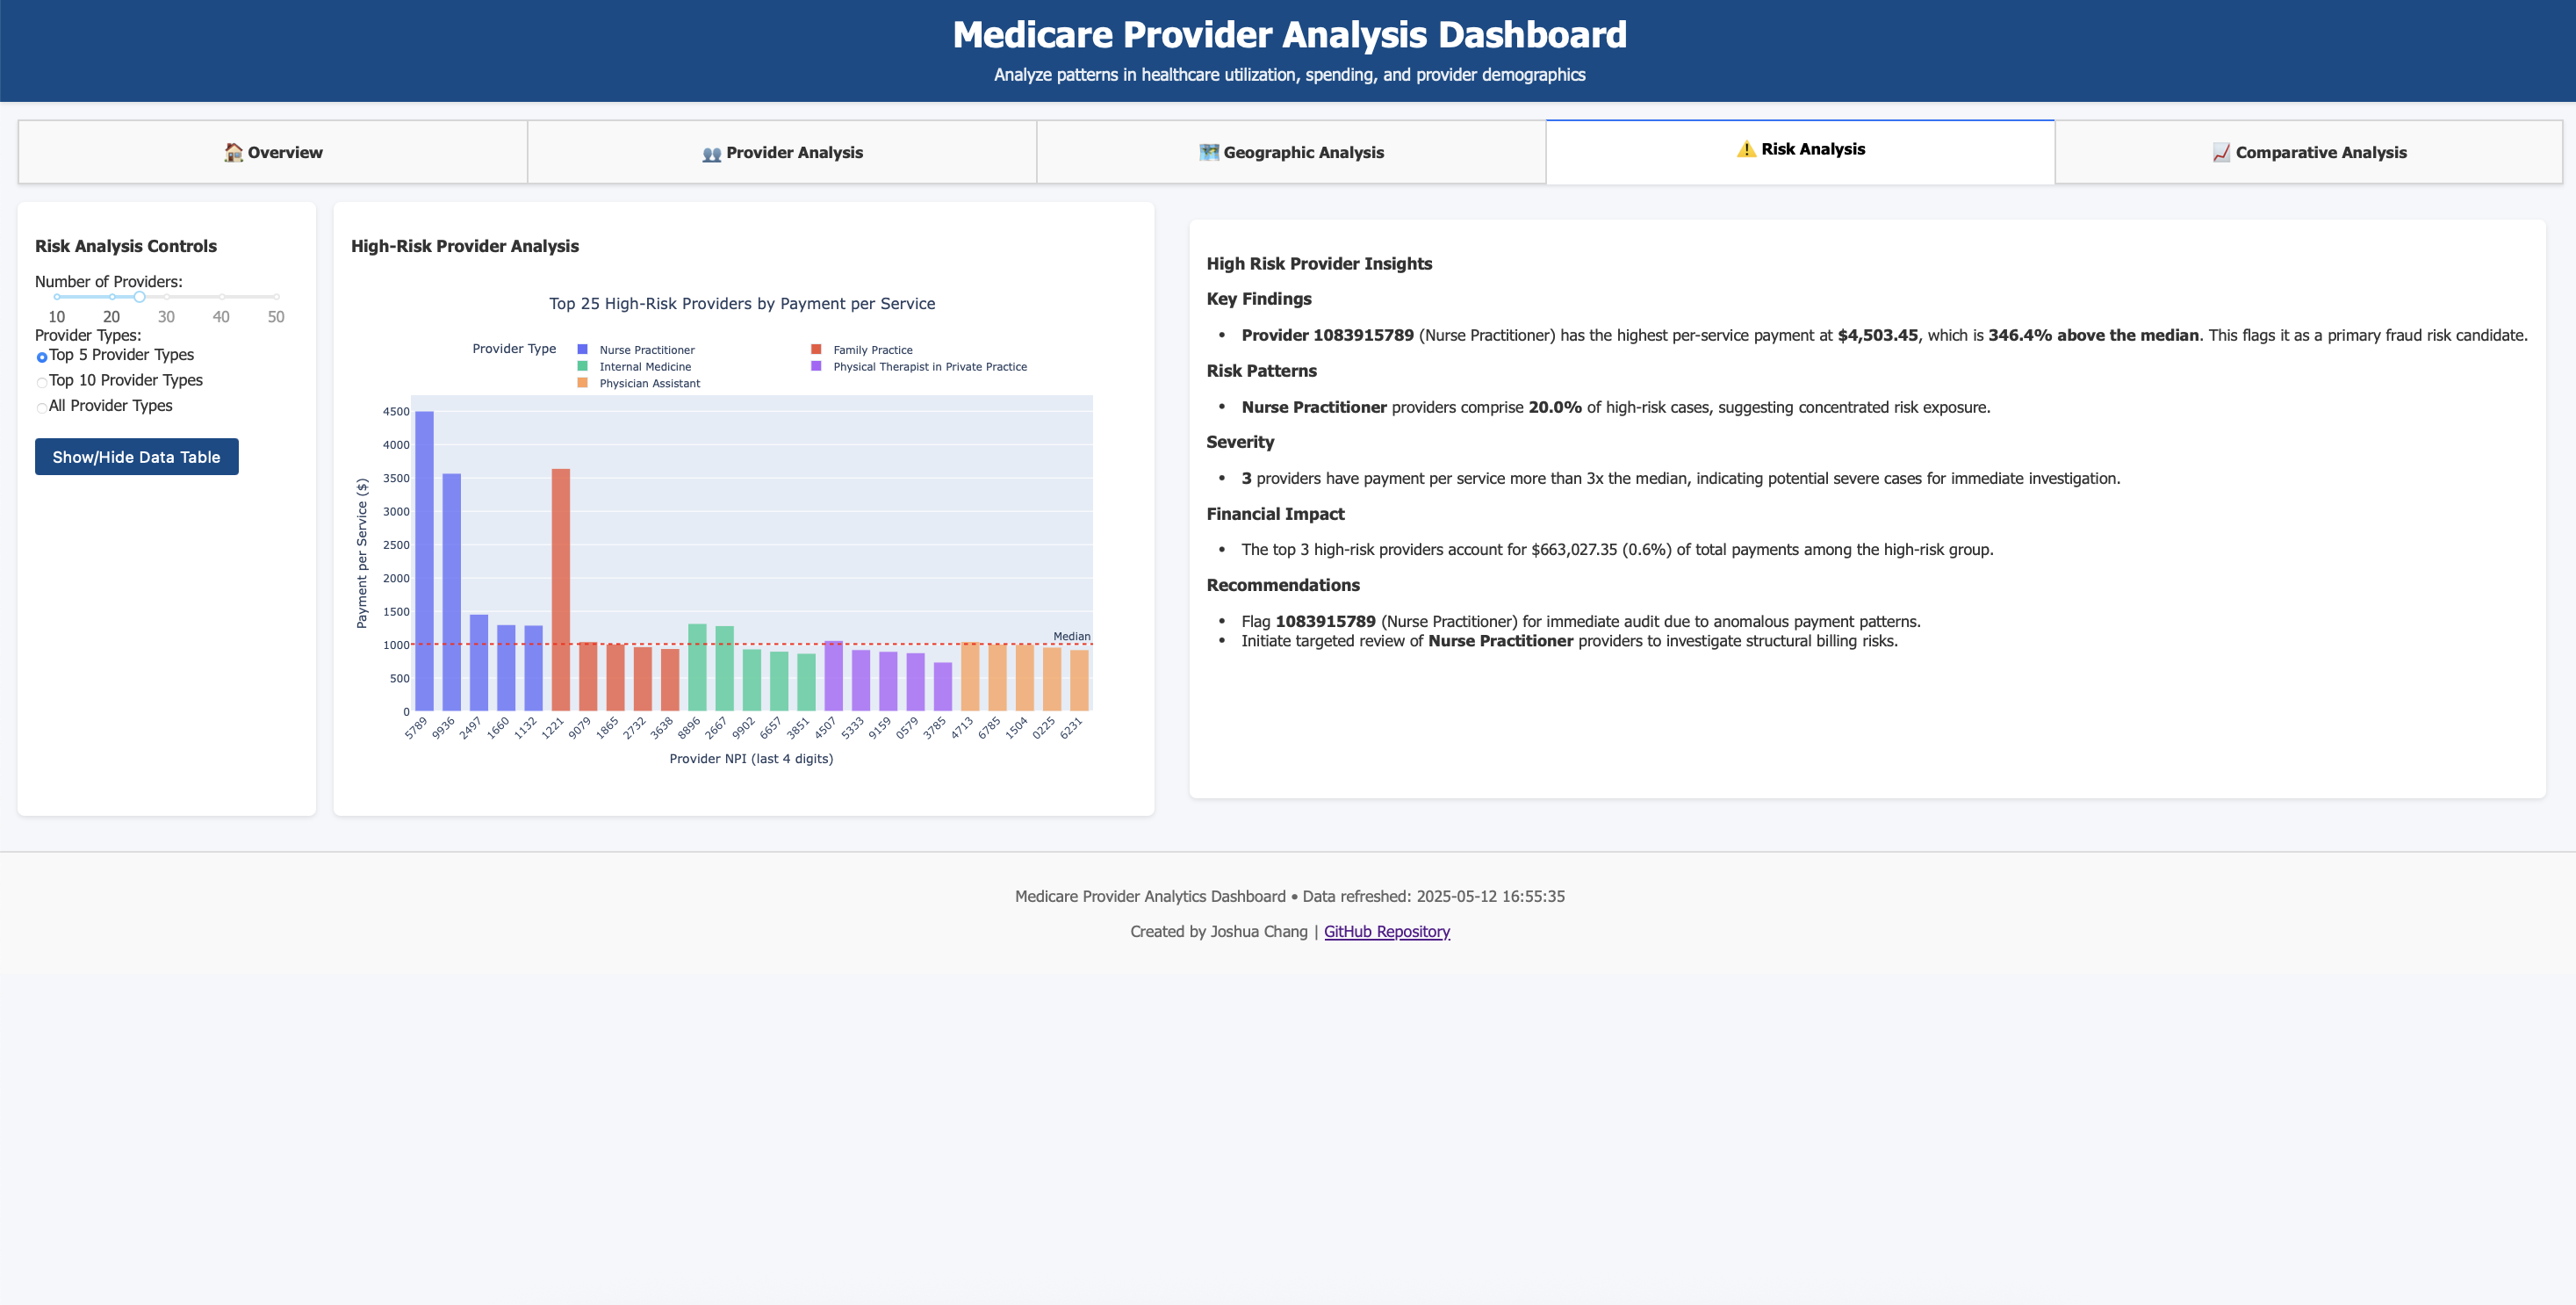 Medicare Provider Analysis Dashboard
Analyze patterns in healthcare utilization, spending, and provider demographics
🏠 Overview
👥 Provider Analysis
🗺️ Geographic Analysis
⚠️ Risk Analysis
📈 Comparative Analysis
Risk Analysis Controls
Number of Providers:
10 20 30 40 50
Provider Types:
Top 5 Provider Types
Top 10 Provider Types
All Provider Types
Show/Hide Data Table
High-Risk Provider Analysis
Top 25 High-Risk Providers by Payment per Service
Provider Type
Nurse Practitioner
Family Practice
Internal Medicine
Physical Therapist in Private Practice
Physician Assistant
Payment per Service ($)
4500
4000
3500
3000
2500
2000
1500
1000
500
0
Median
5789 9936 2497 1660 1132 1221 9079 1865 2732 3638 8896 2667 9902 6657 3851 4507 5333 9159 0579 3785 4713 6785 1504 0225 6231
Provider NPI (last 4 digits)
High Risk Provider Insights
Key Findings
• Provider 1083915789 (Nurse Practitioner) has the highest per-service payment at $4,503.45, which is 346.4% above the median. This flags it as a primary fraud risk candidate.
Risk Patterns
• Nurse Practitioner providers comprise 20.0% of high-risk cases, suggesting concentrated risk exposure.
Severity
• 3 providers have payment per service more than 3x the median, indicating potential severe cases for immediate investigation.
Financial Impact
• The top 3 high-risk providers account for $663,027.35 (0.6%) of total payments among the high-risk group.
Recommendations
• Flag 1083915789 (Nurse Practitioner) for immediate audit due to anomalous payment patterns.
• Initiate targeted review of Nurse Practitioner providers to investigate structural billing risks.
Medicare Provider Analytics Dashboard • Data refreshed: 2025-05-12 16:55:35
Created by Joshua Chang | GitHub Repository